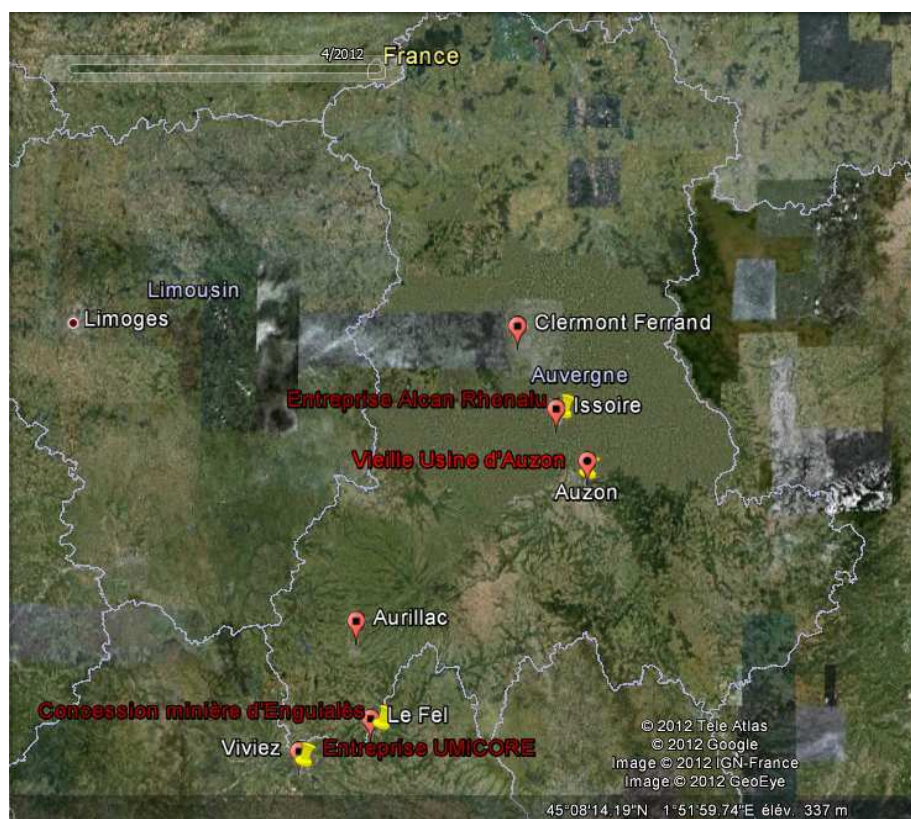 4/2012
France
Limousin
Limoges
Clermont Ferrand
Auvergne
Entreprise Alcan Rhenalu
Issoire
Vieille Usine d'Auzon
Auzon
Aurillac
Concession minière d'Enguialès
Le Fel
Viviez
Entreprise UMICORE
© 2012 Tele Atlas
© 2012 Google
Image © 2012 IGN-France
Image © 2012 GeoEye
45°08'14.19"N 1°51'59.74"E élév. 337 m